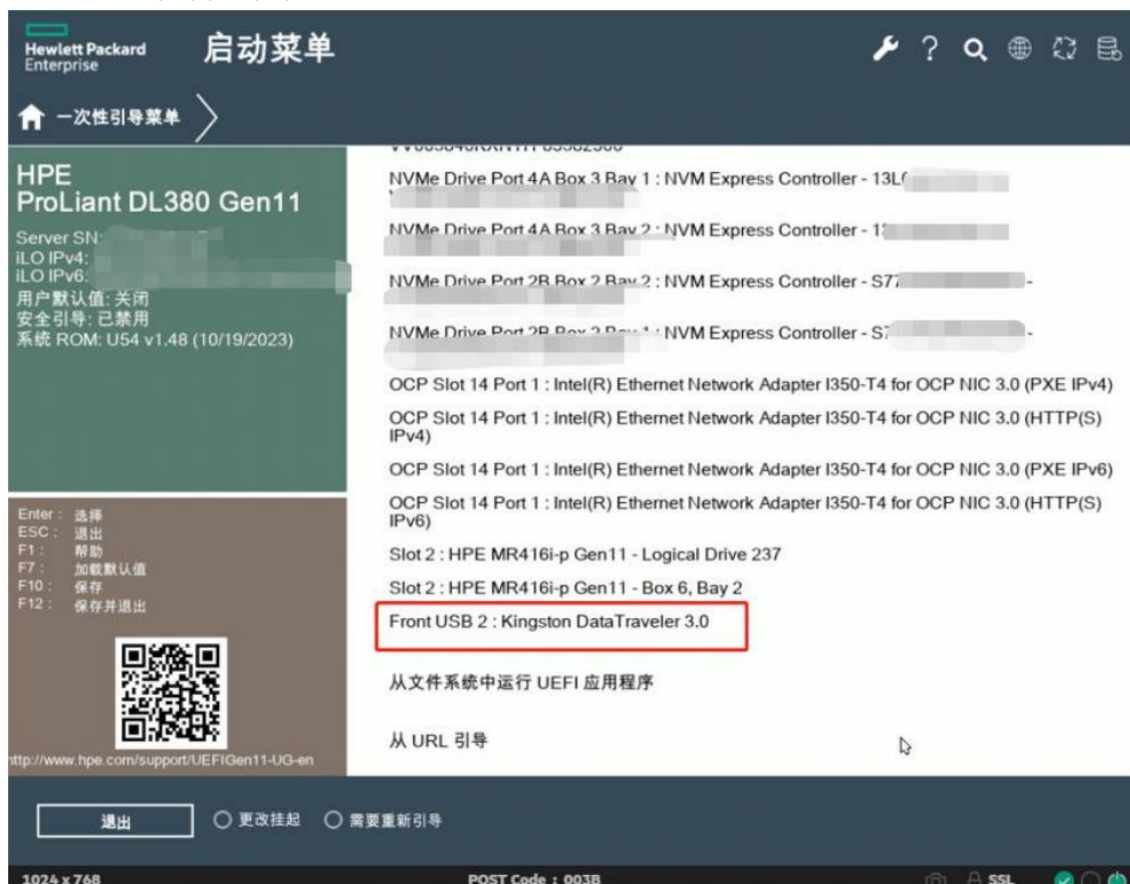 Hewlett Packard
Enterprise
启动菜单
一次性引导菜单
HPE
ProLiant DL380 Gen11
Server SN:
iLO IPv4:
iLO IPv6:
用户默认值: 关闭
安全引导: 已禁用
系统 ROM: U54 v1.48 (10/19/2023)
Enter : 选择
ESC : 退出
F1 : 帮助
F7 : 加载默认值
F10 : 保存
F12 : 保存并退出
http://www.hpe.com/support/UEFIGen11-UG-en
NVMe Drive Port 4A Box 3 Bay 1 : NVM Express Controller - 13L
NVMe Drive Port 4A Box 3 Bay 2 : NVM Express Controller - 1
NVMe Drive Port 2B Box 2 Bay 2 : NVM Express Controller - S77 -
NVMe Drive Port 2B Box 2 Bay 1 : NVM Express Controller - S7 -
OCP Slot 14 Port 1 : Intel(R) Ethernet Network Adapter I350-T4 for OCP NIC 3.0 (PXE IPv4)
OCP Slot 14 Port 1 : Intel(R) Ethernet Network Adapter I350-T4 for OCP NIC 3.0 (HTTP(S)
IPv4)
OCP Slot 14 Port 1 : Intel(R) Ethernet Network Adapter I350-T4 for OCP NIC 3.0 (PXE IPv6)
OCP Slot 14 Port 1 : Intel(R) Ethernet Network Adapter I350-T4 for OCP NIC 3.0 (HTTP(S)
IPv6)
Slot 2 : HPE MR416i-p Gen11 - Logical Drive 237
Slot 2 : HPE MR416i-p Gen11 - Box 6, Bay 2
Front USB 2 : Kingston DataTraveler 3.0
从文件系统中运行 UEFI 应用程序
从 URL 引导
退出
更改挂起
需要重新引导
1024 x 768
POST Code : 003B
SSL